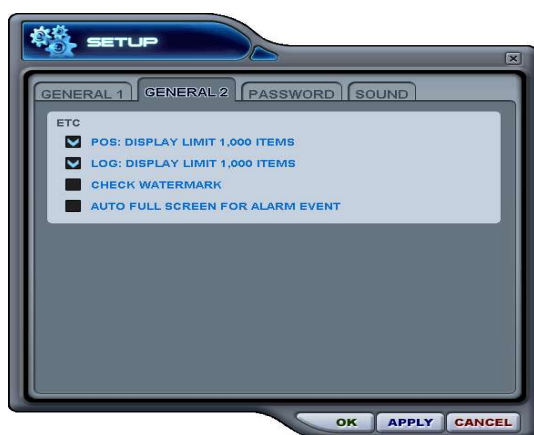 SETUP
GENERAL 1 GENERAL 2 PASSWORD SOUND
ETC
POS: DISPLAY LIMIT 1,000 ITEMS
LOG: DISPLAY LIMIT 1,000 ITEMS
CHECK WATERMARK
AUTO FULL SCREEN FOR ALARM EVENT
OK APPLY CANCEL